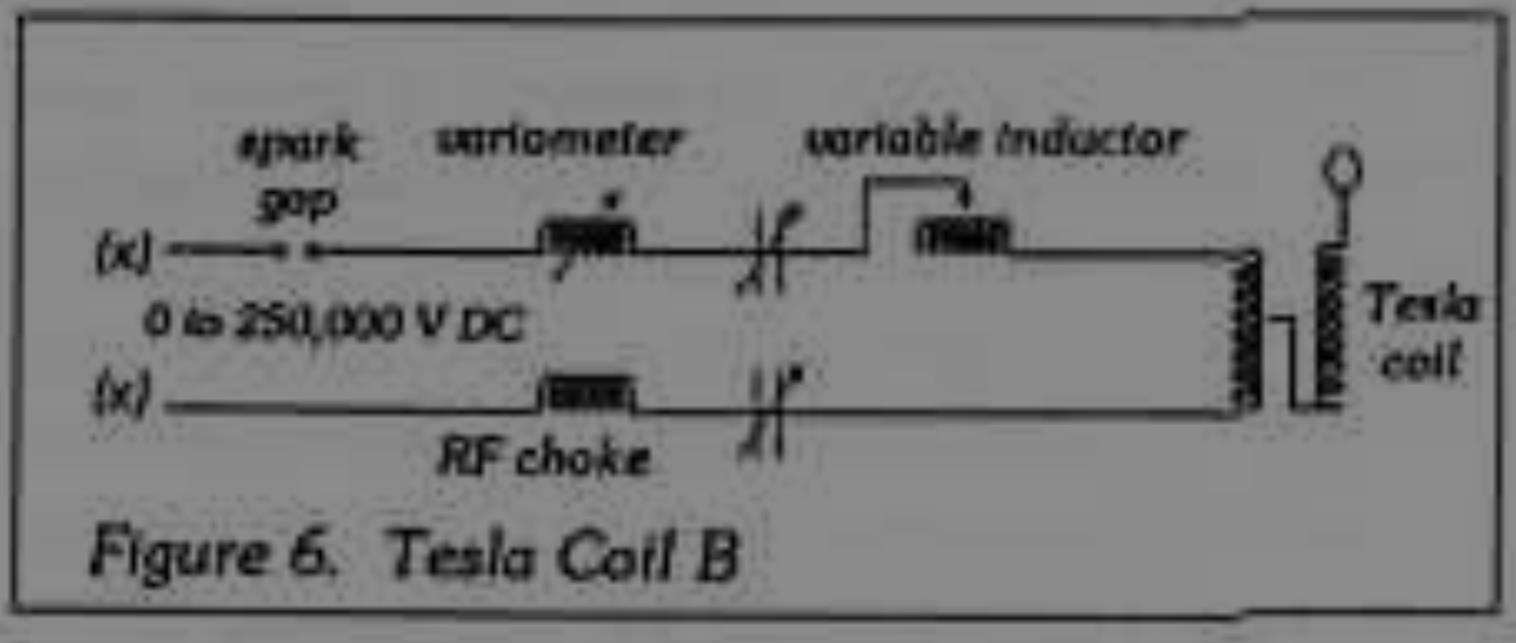 spark
gap
variometer
variable inductor
(x)
0 to 250,000 V DC
(x)
RF choke
Tesla
coil
Figure 6. Tesla Coil B